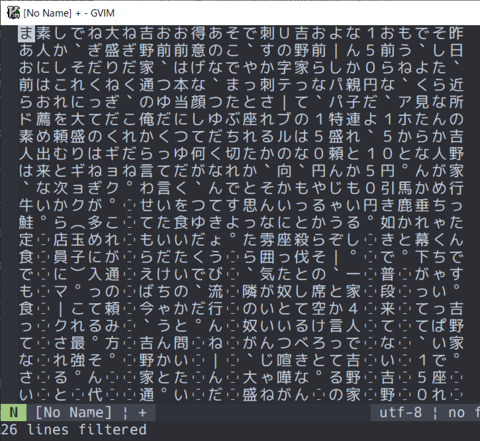 [No Name] + - GVIM
昨日、近所の吉野家行ったんです。吉野家。
そしたらなんか人がめちゃくちゃいっぱいで座れ
で、よく見たらなんか垂れ幕下がってて、150
もうね、アホかと。馬鹿かと。
お前らな、150円引き如きで普段来てない吉野
150円だよ、150円。
なんか親子連れとかもいるし。一家4人で吉野家
よーしパパ特盛頼んじゃうぞー、とか言ってるの
お前らな、150円やるからその席空けろと。
吉野家ってのはな、もっと殺伐としてるべきなん
Uの字テーブルの向かいに座った奴といつ喧嘩が
刺すか刺されるか、そんな雰囲気がいいんじゃね
で、やっと座れたかと思ったら、隣の奴が、大盛
そこでまたぶち切れですよ。
あのな、つゆだくなんてきょうび流行んねーんだ
得意げな顔して何が、つゆだくで、だ。
お前は本当につゆだくを食いたいのかと問いたい
お前、つゆだくって言いたいだけちゃうんかと。
吉野家通の俺から言わせてもらえば今、吉野家通
ねぎだく、これだね。
大盛りねぎだくギョク。これが通の頼み方。
ねぎだくってのはねぎが多めに入ってる。そん代
で、それに大盛りギョク(玉子)。これ最強。
しかしこれを頼むと次から店員にマークされると
素人にはお薦め出来ない。
まあお前らド素人は、牛鮭定食でも食ってなさい
N [No Name] ¦ + utf-8 ¦ no f
26 lines filtered